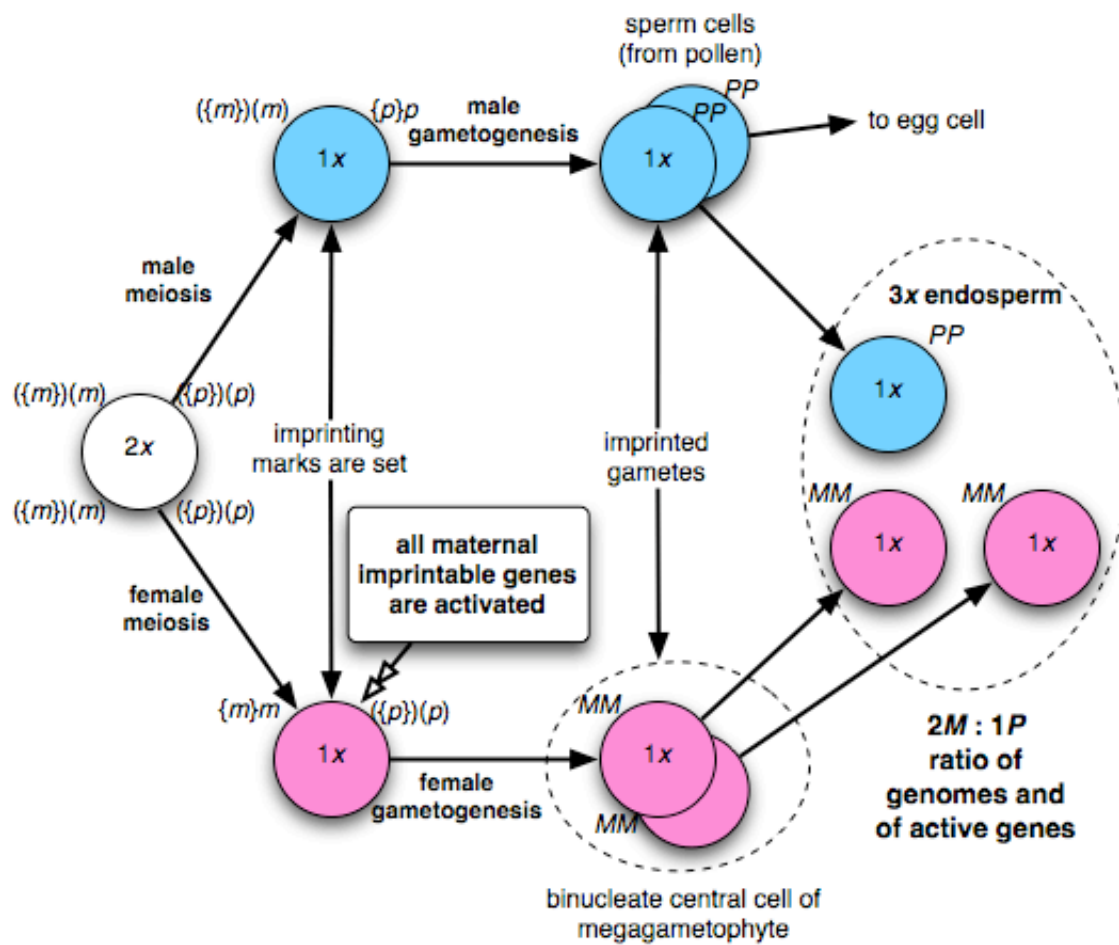 sperm cells
(from pollen)
PP
PP
({m})(m)
{p}p
male
gametogenesis
to egg cell
1x
1x
male
meiosis
3x endosperm
PP
1x
({m})(m)
({p})(p)
2x
imprinting
marks are set
imprinted
gametes
({m})(m)
({p})(p)
MM
MM
1x
1x
all maternal
imprintable genes
are activated
female
meiosis
{m}m
({p})(p)
1x
MM
1x
female
gametogenesis
MM
2M : 1P
ratio of
genomes and
of active genes
binucleate central cell of
megagametophyte